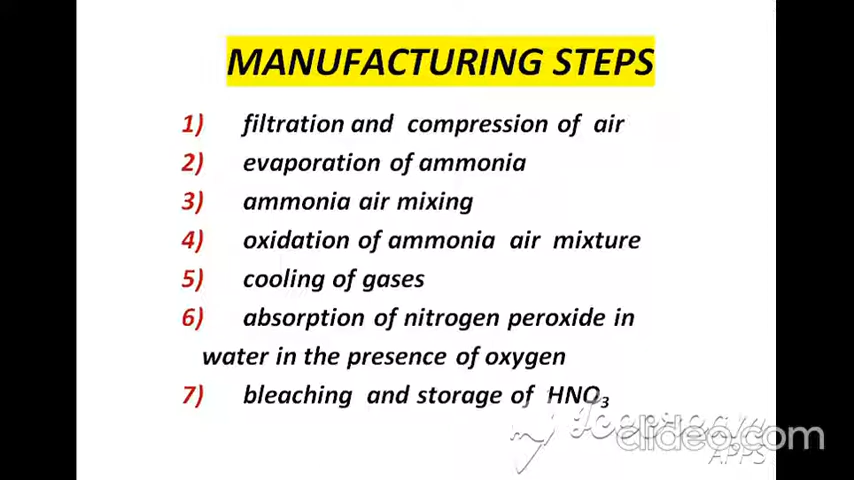 MANUFACTURING STEPS
1) filtration and compression of air
2) evaporation of ammonia
3) ammonia air mixing
4) oxidation of ammonia air mixture
5) cooling of gases
6) absorption of nitrogen peroxide in
water in the presence of oxygen
7) bleaching and storage of HNO₃
clideo.com
APPS